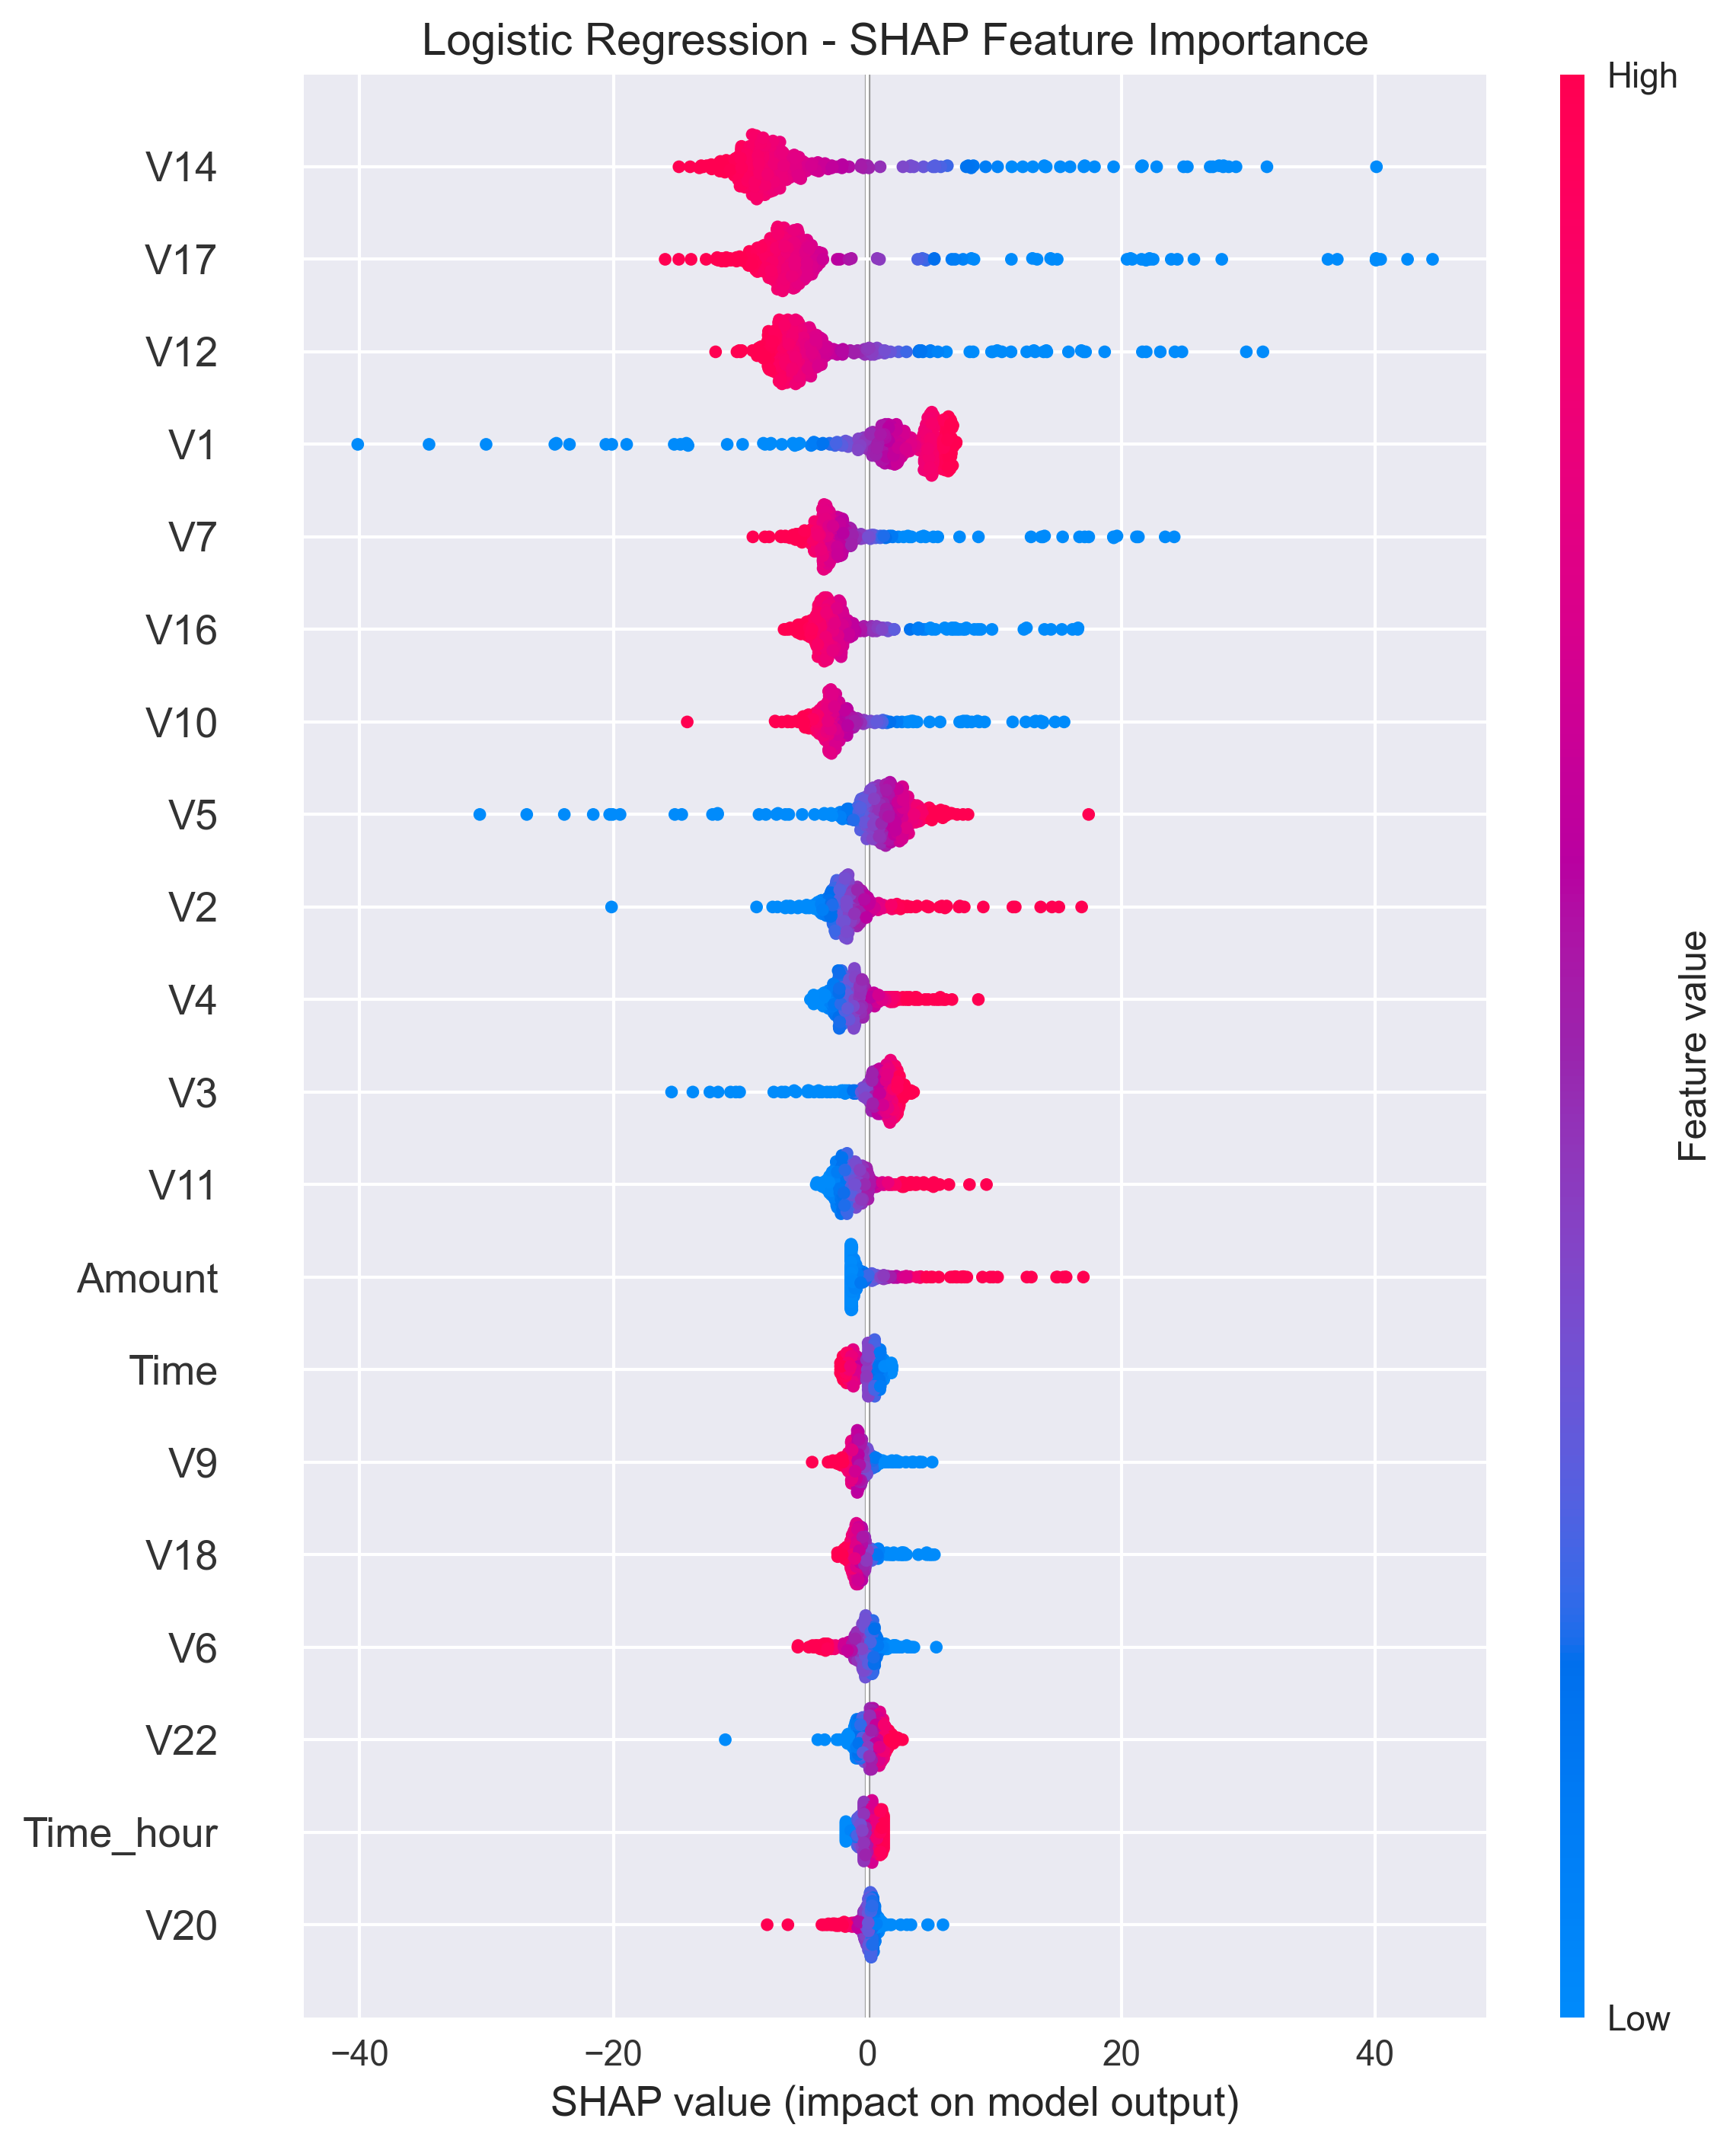 Logistic Regression - SHAP Feature Importance
High
V14
V17
V12
V1
V7
V16
V10
V5
V2
V4
V3
V11
Amount
Time
V9
V18
V6
V22
Time_hour
V20
Feature value
Low
−40 −20 0 20 40
SHAP value (impact on model output)